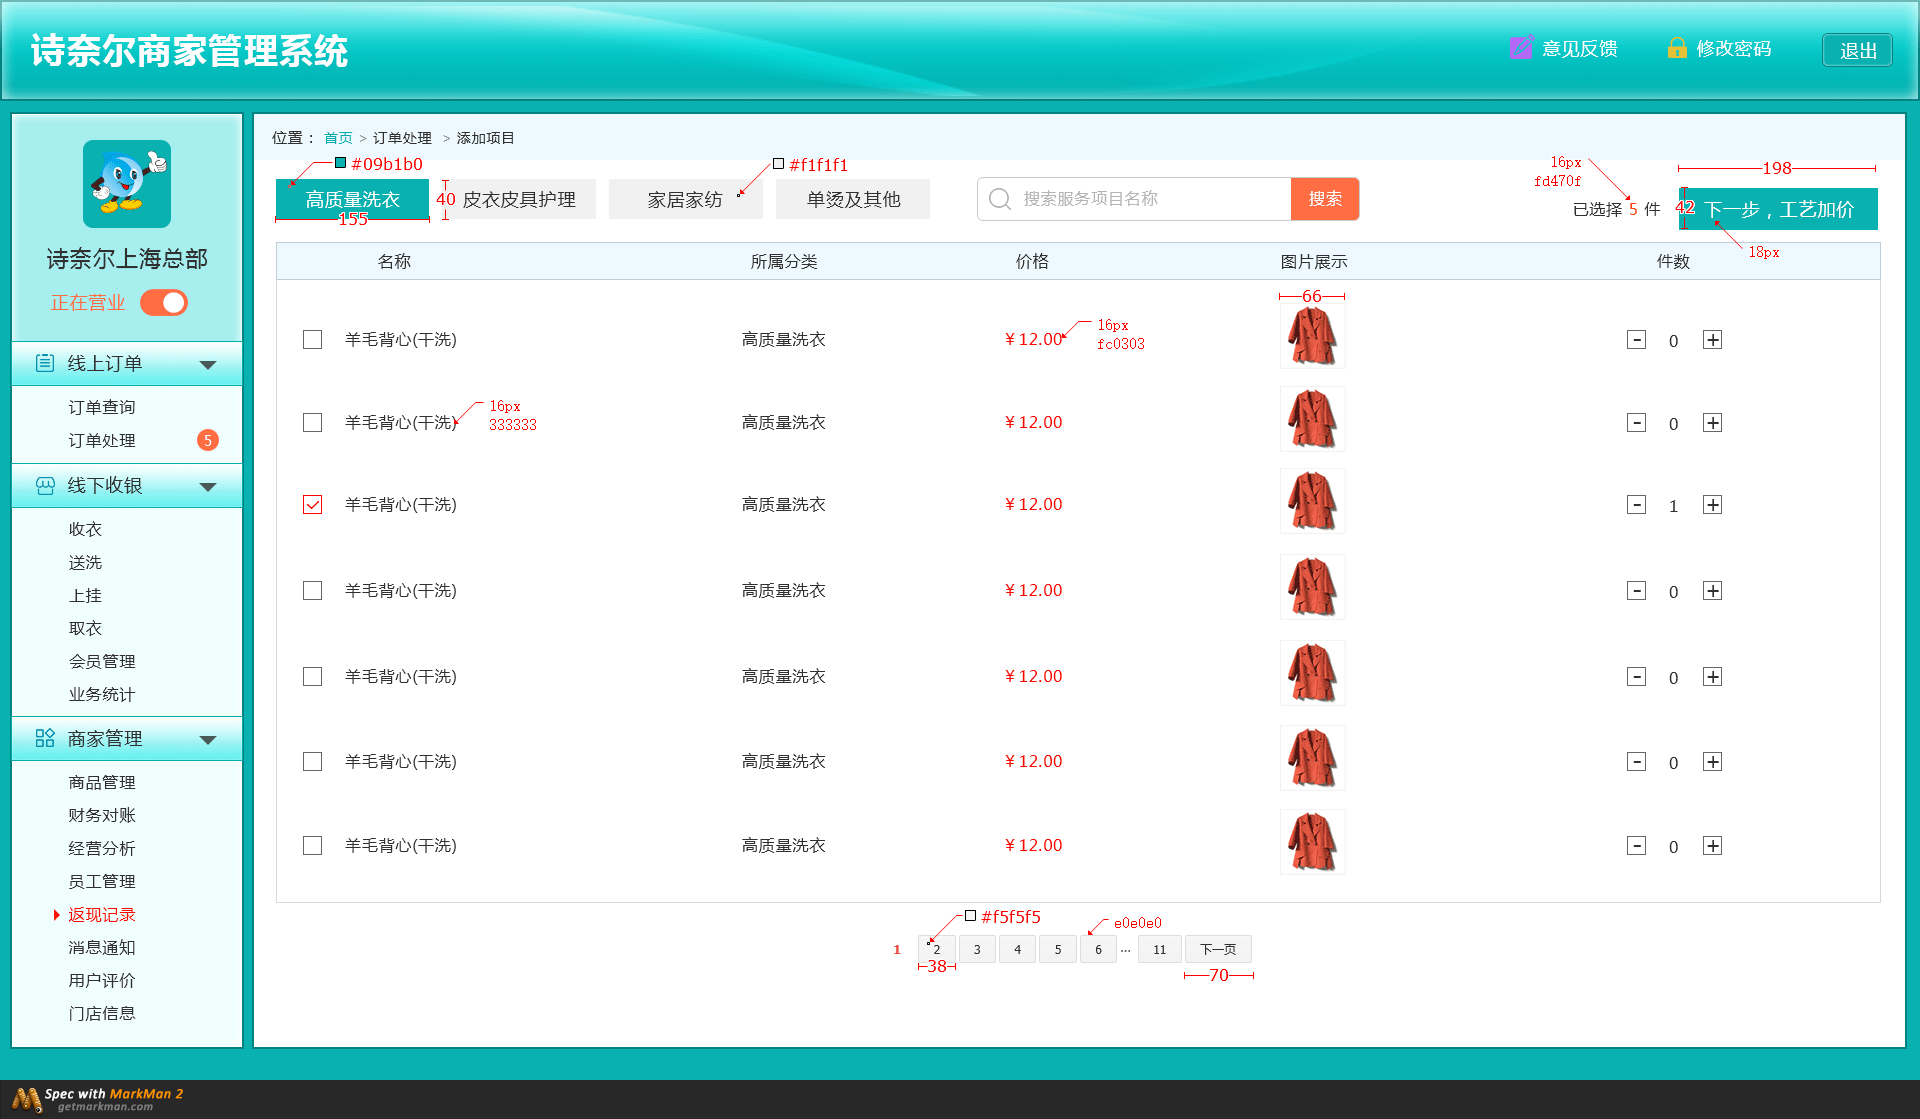 诗奈尔商家管理系统
意见反馈
修改密码
退出
诗奈尔上海总部
正在营业
线上订单
订单查询
订单处理 5
线下收银
收衣
送洗
上挂
取衣
会员管理
业务统计
商家管理
商品管理
财务对账
经营分析
员工管理
返现记录
消息通知
用户评价
门店信息
位置： 首页 > 订单处理 > 添加项目
#09b1b0
#f1f1f1
16px
fd470f
198
高质量洗衣
155
40
皮衣皮具护理
家居家纺
单烫及其他
搜索服务项目名称
搜索
已选择 5 件
42
下一步，工艺加价
18px
名称 所属分类 价格 图片展示 件数
66
羊毛背心(干洗) 高质量洗衣 ￥12.00 - 0 +
16px
fc0303
羊毛背心(干洗) 高质量洗衣 ￥12.00 - 0 +
16px
333333
羊毛背心(干洗) 高质量洗衣 ￥12.00 - 1 +
羊毛背心(干洗) 高质量洗衣 ￥12.00 - 0 +
羊毛背心(干洗) 高质量洗衣 ￥12.00 - 0 +
羊毛背心(干洗) 高质量洗衣 ￥12.00 - 0 +
羊毛背心(干洗) 高质量洗衣 ￥12.00 - 0 +
#f5f5f5
e0e0e0
1 2 3 4 5 6 ... 11 下一页
38
70
Spec with MarkMan 2
getmarkman.com